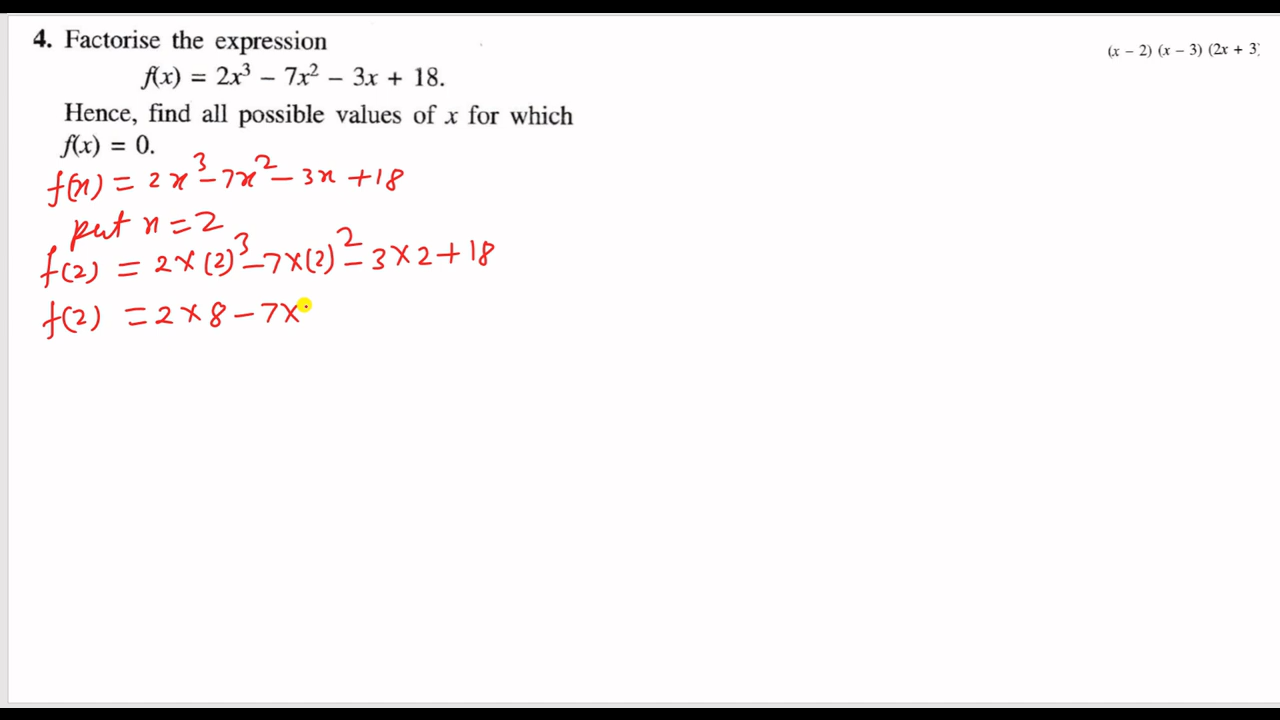 4. Factorise the expression
f(x) = 2x³ – 7x² – 3x + 18.
Hence, find all possible values of x for which
f(x) = 0.
(x – 2) (x – 3) (2x + 3)
f(x) = 2x³ – 7x² – 3x + 18
put x = 2
f(2) = 2 × (2)³ – 7 × (2)² – 3 × 2 + 18
f(2) = 2 × 8 – 7 ×